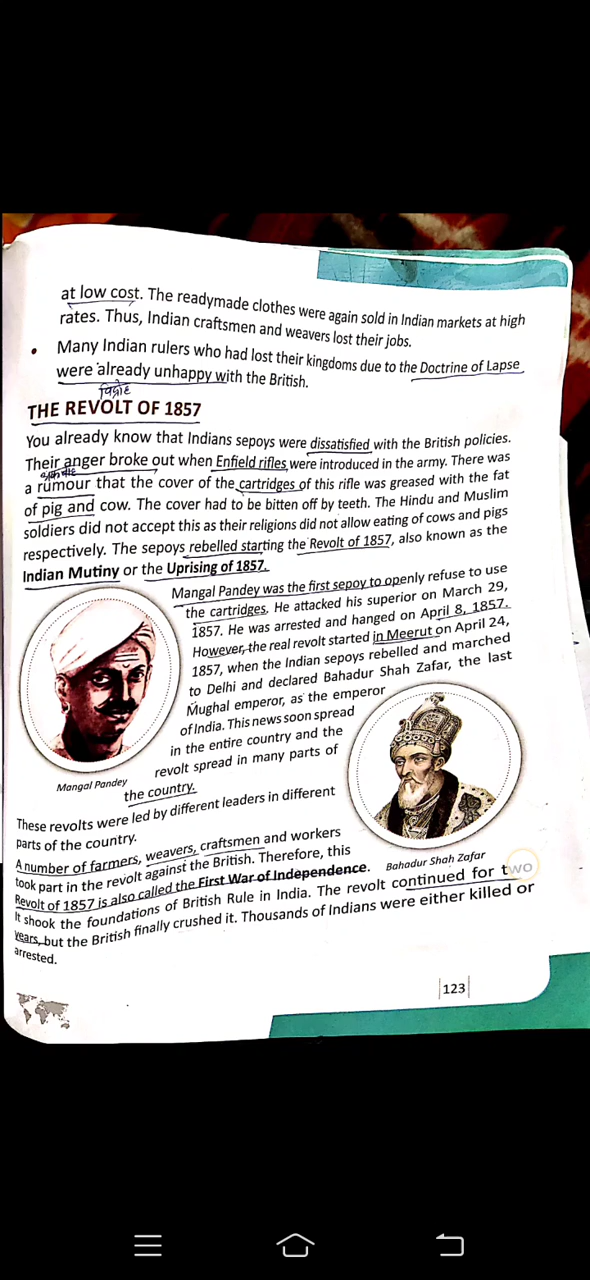 at low cost. The readymade clothes were again sold in Indian markets at high
rates. Thus, Indian craftsmen and weavers lost their jobs.
• Many Indian rulers who had lost their kingdoms due to the Doctrine of Lapse
were already unhappy with the British.
विद्रोह
THE REVOLT OF 1857
You already know that Indians sepoys were dissatisfied with the British policies.
Their anger broke out when Enfield rifles were introduced in the army. There was
अफवाह
a rumour that the cover of the cartridges of this rifle was greased with the fat
of pig and cow. The cover had to be bitten off by teeth. The Hindu and Muslim
soldiers did not accept this as their religions did not allow eating of cows and pigs
respectively. The sepoys rebelled starting the Revolt of 1857, also known as the
Indian Mutiny or the Uprising of 1857.
Mangal Pandey was the first sepoy to openly refuse to use
the cartridges. He attacked his superior on March 29,
1857. He was arrested and hanged on April 8, 1857.
However, the real revolt started in Meerut on April 24,
1857, when the Indian sepoys rebelled and marched
to Delhi and declared Bahadur Shah Zafar, the last
Mughal emperor, as the emperor
of India. This news soon spread
in the entire country and the
revolt spread in many parts of
the country.
Mangal Pandey
These revolts were led by different leaders in different
parts of the country.
A number of farmers, weavers, craftsmen and workers
took part in the revolt against the British. Therefore, this
Revolt of 1857 is also called the First War of Independence.
Bahadur Shah Zafar
It shook the foundations of British Rule in India. The revolt continued for two
years, but the British finally crushed it. Thousands of Indians were either killed or
arrested.
123